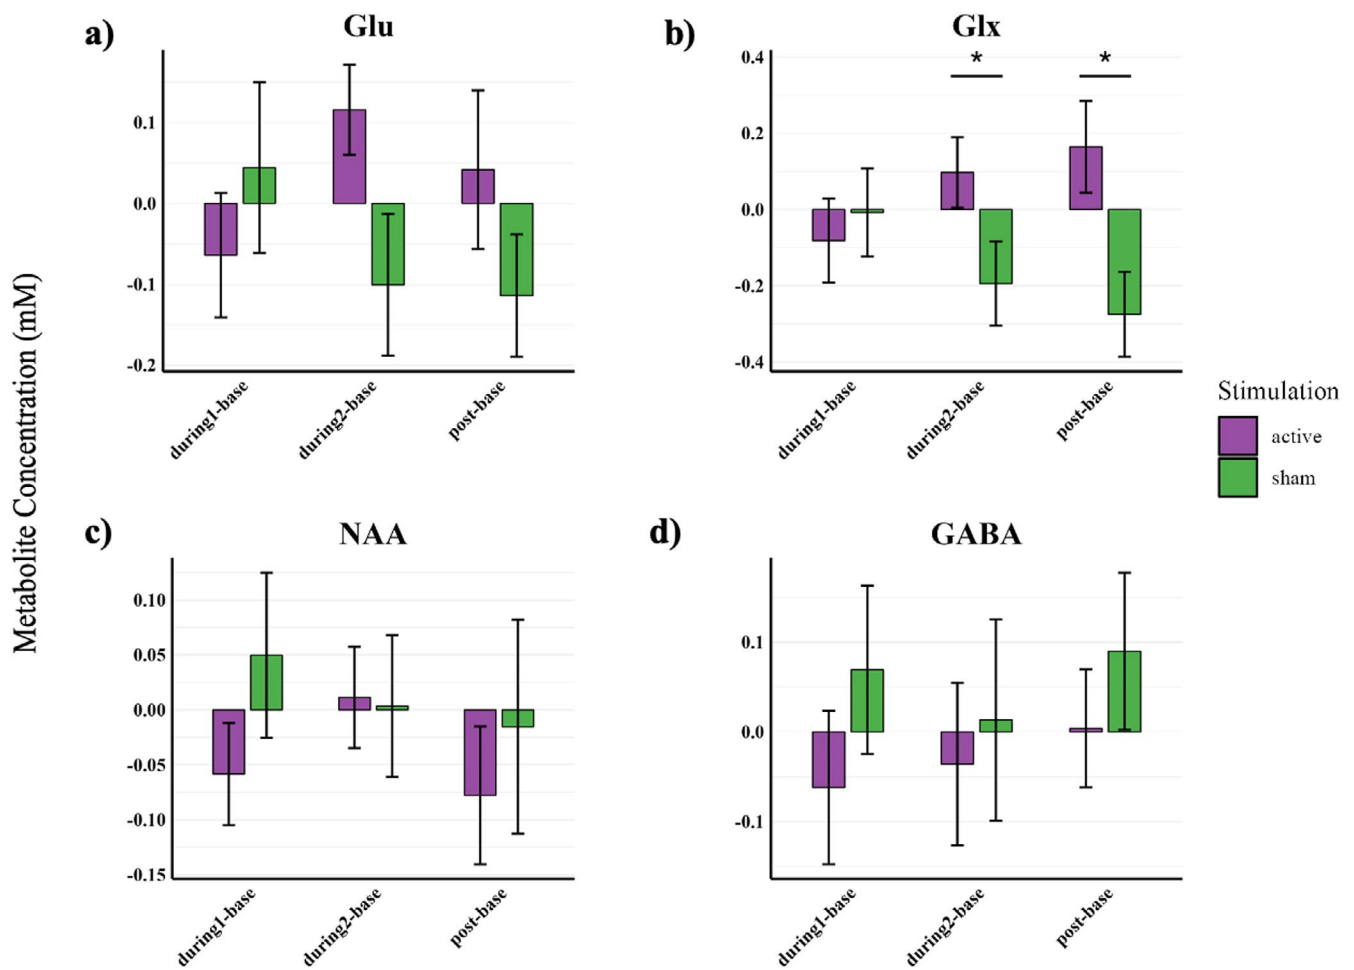 a)
Glu
0.1
0.0
-0.1
-0.2
during1-base
during2-base
post-base
b)
Glx
*
*
0.4
0.2
0.0
-0.2
-0.4
during1-base
during2-base
post-base
Metabolite Concentration (mM)
Stimulation
active
sham
c)
NAA
0.10
0.05
0.00
-0.05
-0.10
-0.15
during1-base
during2-base
post-base
d)
GABA
0.1
0.0
-0.1
during1-base
during2-base
post-base